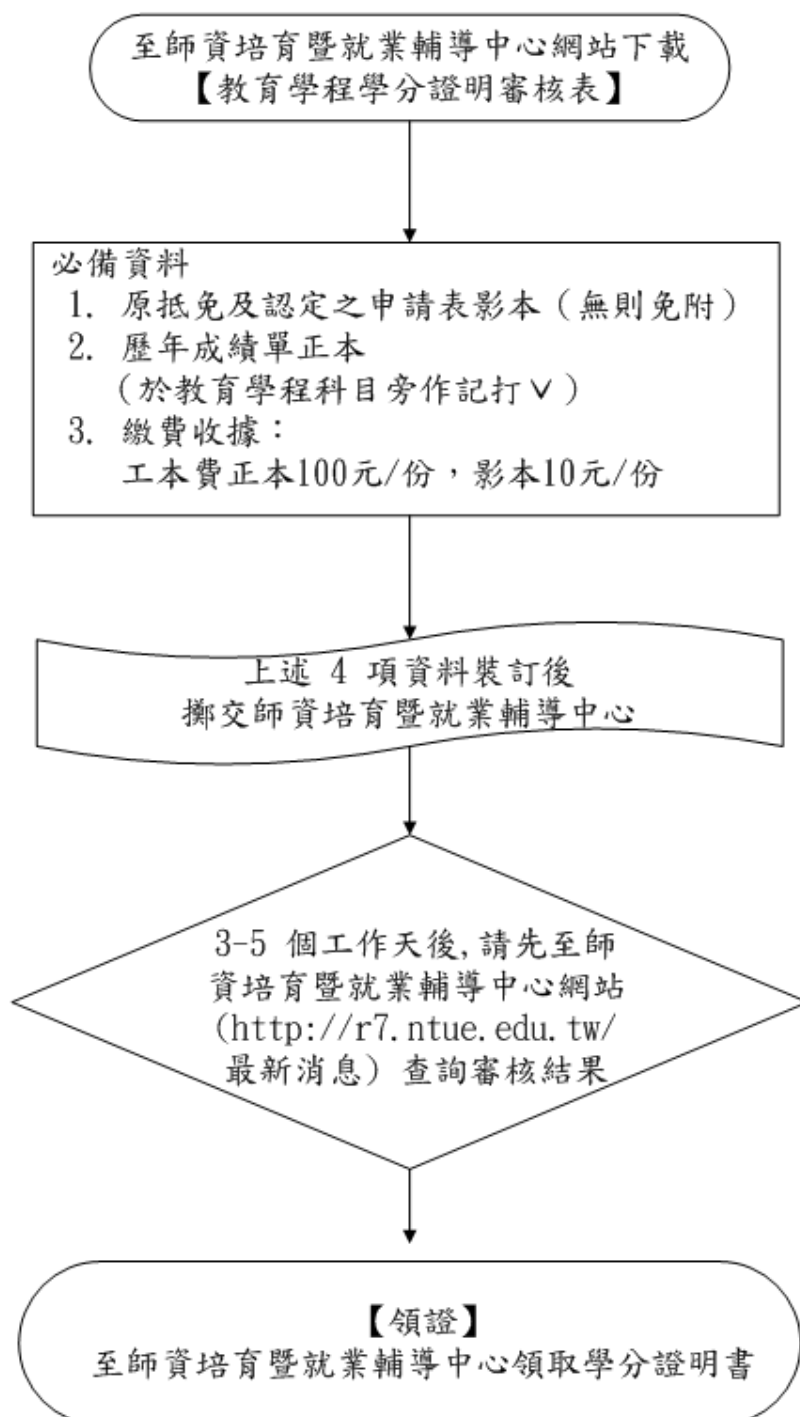 至師資培育暨就業輔導中心網站下載
【教育學程學分證明審核表】
必備資料
1. 原抵免及認定之申請表影本（無則免附）
2. 歷年成績單正本
（於教育學程科目旁作記打∨）
3. 繳費收據：
工本費正本100元/份，影本10元/份
上述 4 項資料裝訂後
擲交師資培育暨就業輔導中心
3-5 個工作天後,請先至師
資培育暨就業輔導中心網站
(http://r7.ntue.edu.tw/
最新消息) 查詢審核結果
【領證】
至師資培育暨就業輔導中心領取學分證明書